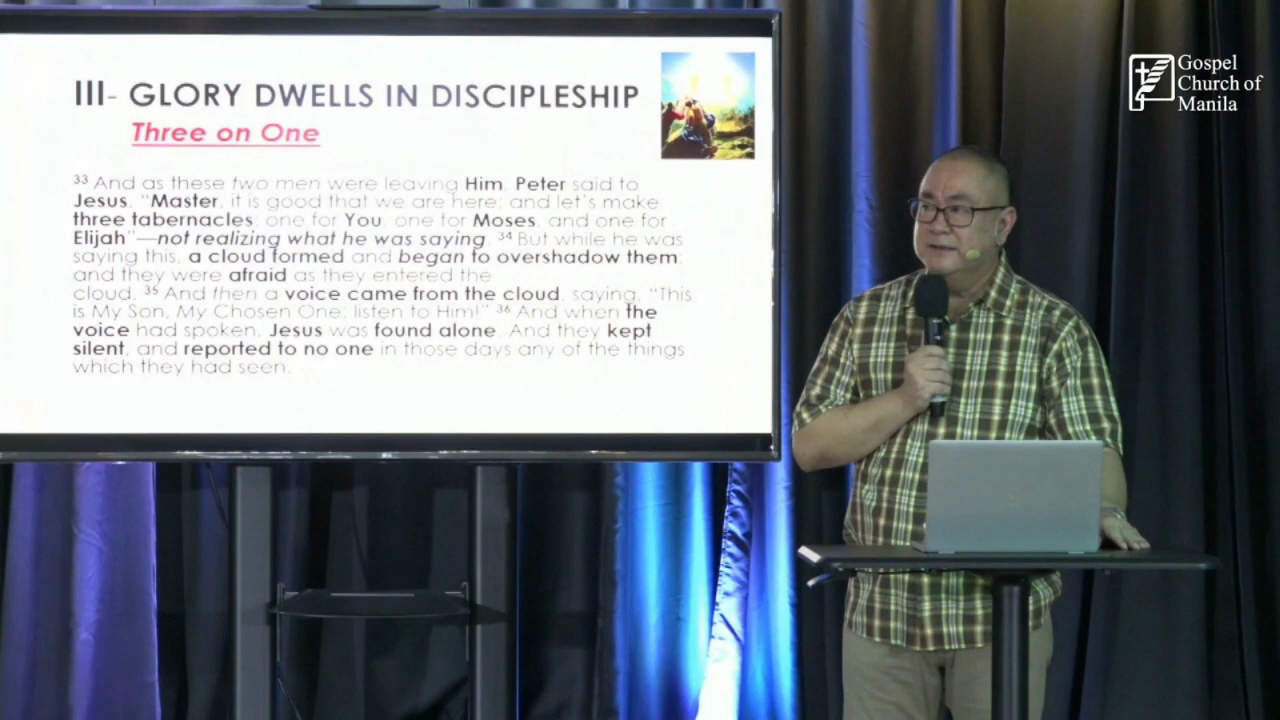 III- GLORY DWELLS IN DISCIPLESHIP
Three on One
33 And as these two men were leaving Him, Peter said to
Jesus, "Master, it is good that we are here; and let's make
three tabernacles: one for You, one for Moses, and one for
Elijah"—not realizing what he was saying. 34 But while he was
saying this, a cloud formed and began to overshadow them;
and they were afraid as they entered the
cloud. 35 And then a voice came from the cloud, saying, "This
is My Son, My Chosen One; listen to Him!" 36 And when the
voice had spoken, Jesus was found alone. And they kept
silent, and reported to no one in those days any of the things
which they had seen.
Gospel
Church of
Manila